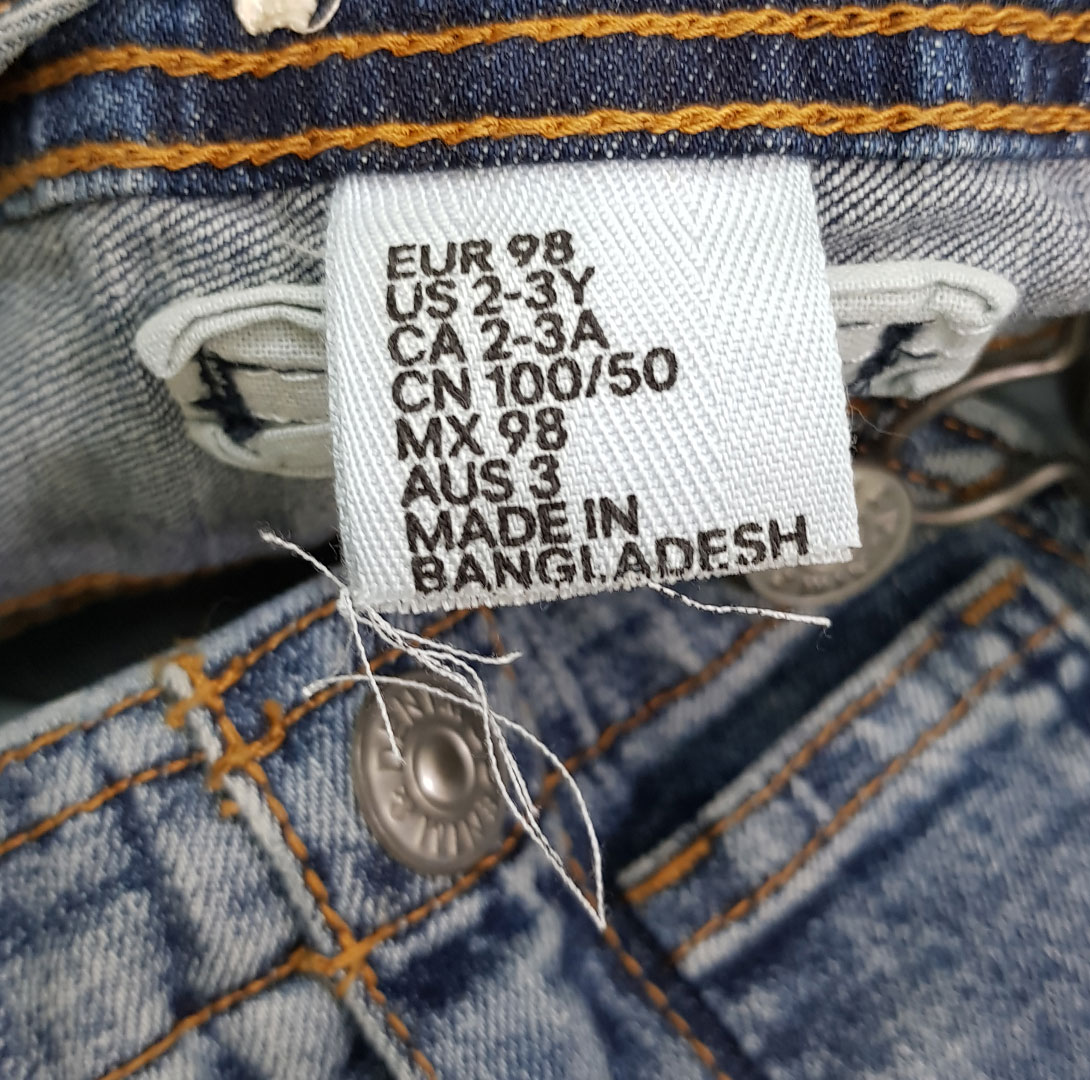 EUR 98
US 2-3Y
CA 2-3A
CN 100/50
MX 98
AUS 3
MADE IN
BANGLADESH